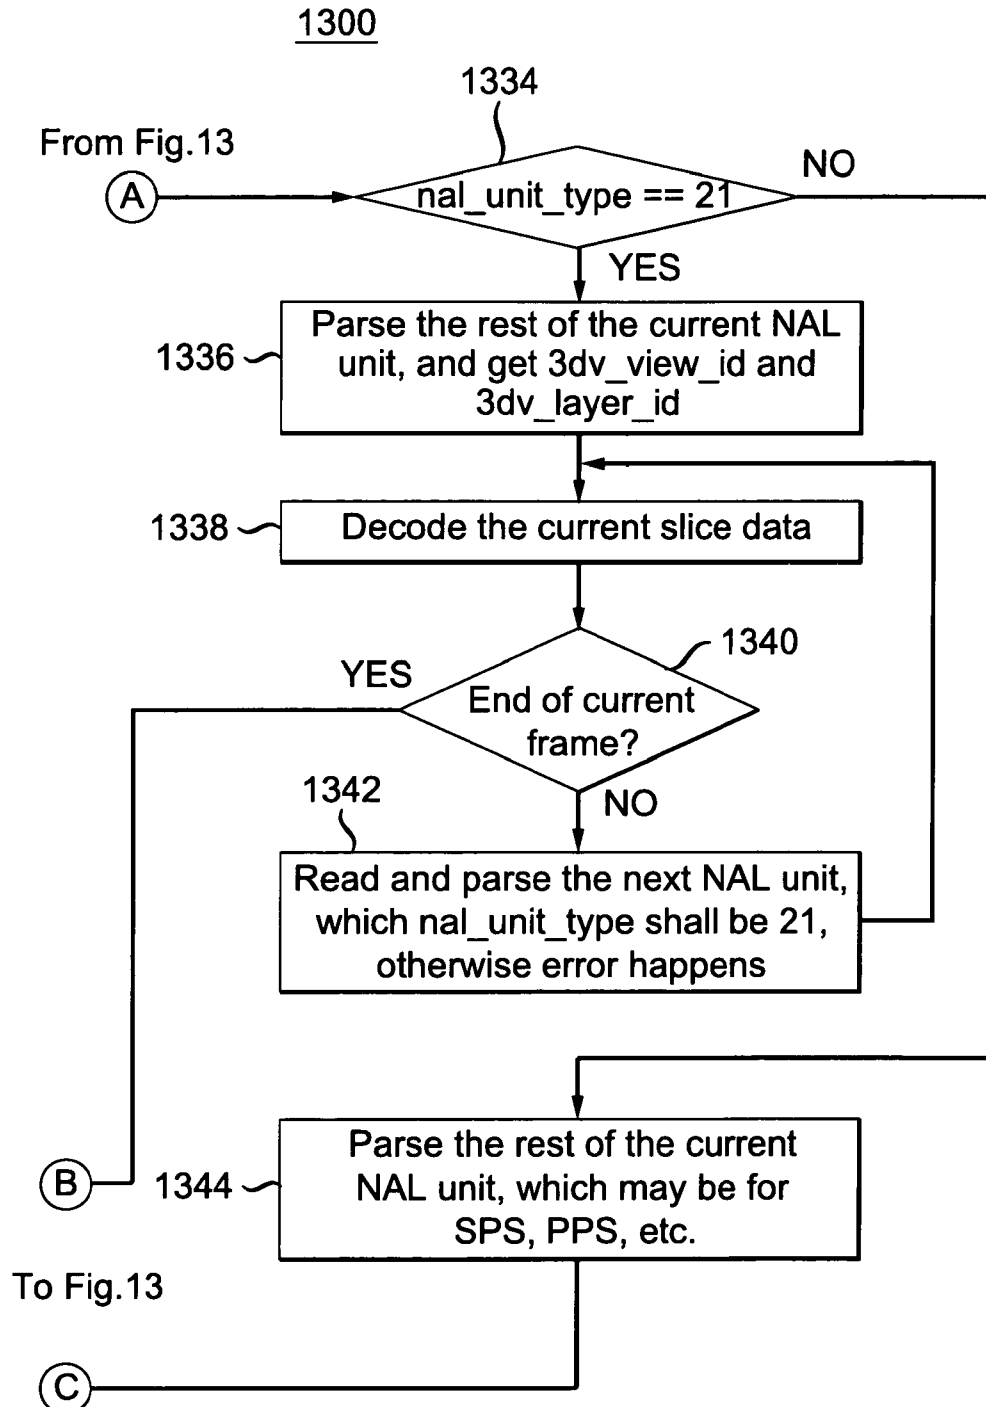 1300
1334
From Fig.13
NO
A
nal_unit_type == 21
YES
Parse the rest of the current NAL
unit, and get 3dv_view_id and
3dv_layer_id
1336
Decode the current slice data
1338
1340
YES
End of current
frame?
1342
NO
Read and parse the next NAL unit,
which nal_unit_type shall be 21,
otherwise error happens
Parse the rest of the current
NAL unit, which may be for
SPS, PPS, etc.
B
1344
To Fig.13
C